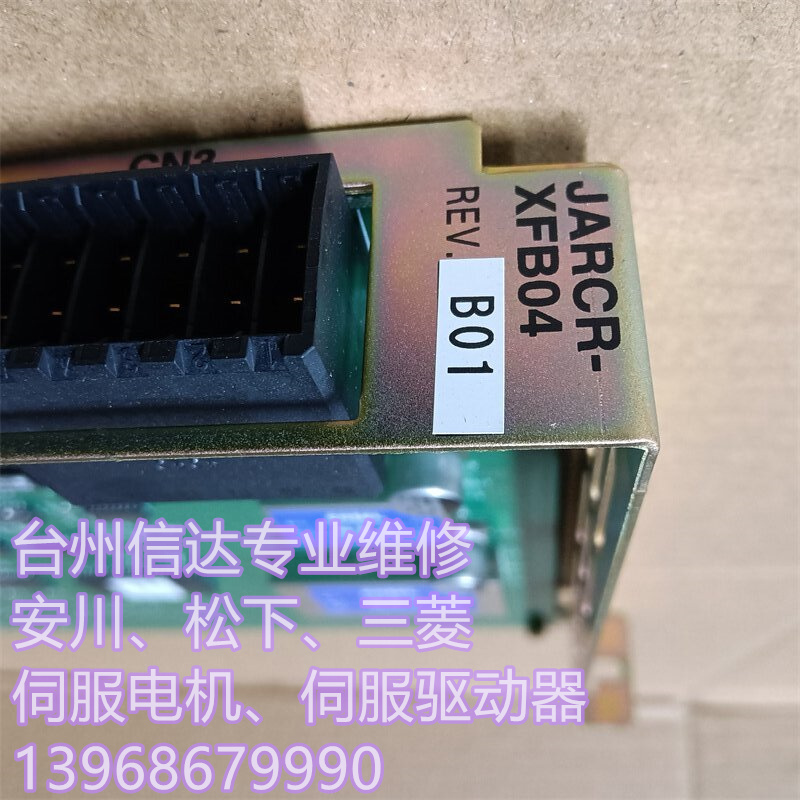 CN3
REV.
B01
JARCR-
XFB04
台州信达专业维修
安川、松下、三菱
伺服电机、伺服驱动器
13968679990